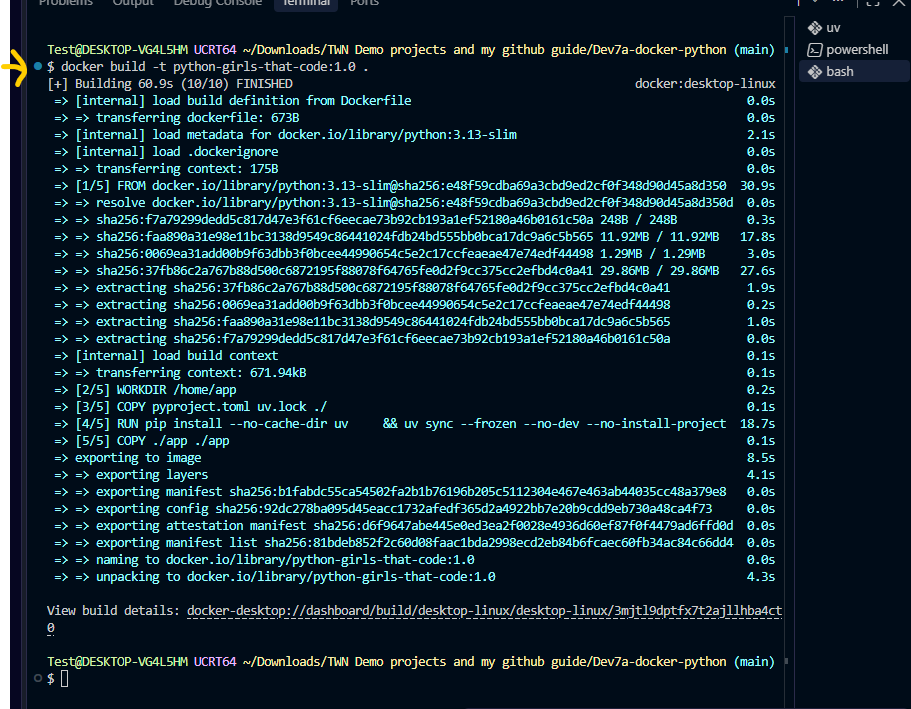 Problems Output Debug Console Terminal Ports
uv
powershell
bash
Test@DESKTOP-VG4L5HM UCRT64 ~/Downloads/TWN Demo projects and my github guide/Dev7a-docker-python (main)
$ docker build -t python-girls-that-code:1.0 .
[+] Building 60.9s (10/10) FINISHED docker:desktop-linux
=> [internal] load build definition from Dockerfile 0.0s
=> => transferring dockerfile: 673B 0.0s
=> [internal] load metadata for docker.io/library/python:3.13-slim 2.1s
=> [internal] load .dockerignore 0.0s
=> => transferring context: 175B 0.0s
=> [1/5] FROM docker.io/library/python:3.13-slim@sha256:e48f59cdba69a3cbd9ed2cf0f348d90d45a8d350 30.9s
=> => resolve docker.io/library/python:3.13-slim@sha256:e48f59cdba69a3cbd9ed2cf0f348d90d45a8d350d 0.0s
=> => sha256:f7a79299dedd5c817d47e3f61cf6eecae73b92cb193a1ef52180a46b0161c50a 248B / 248B 0.3s
=> => sha256:faa890a31e98e11bc3138d9549c86441024fdb24bd555bb0bca17dc9a6c5b565 11.92MB / 11.92MB 17.8s
=> => sha256:0069ea31add00b9f63dbb3f0bcee44990654c5e2c17ccfeaeae47e74edf44498 1.29MB / 1.29MB 3.0s
=> => sha256:37fb86c2a767b88d500c6872195f88078f64765fe0d2f9cc375cc2efbd4c0a41 29.86MB / 29.86MB 27.6s
=> => extracting sha256:37fb86c2a767b88d500c6872195f88078f64765fe0d2f9cc375cc2efbd4c0a41 1.9s
=> => extracting sha256:0069ea31add00b9f63dbb3f0bcee44990654c5e2c17ccfeaeae47e74edf44498 0.2s
=> => extracting sha256:faa890a31e98e11bc3138d9549c86441024fdb24bd555bb0bca17dc9a6c5b565 1.0s
=> => extracting sha256:f7a79299dedd5c817d47e3f61cf6eecae73b92cb193a1ef52180a46b0161c50a 0.0s
=> [internal] load build context 0.1s
=> => transferring context: 671.94kB 0.1s
=> [2/5] WORKDIR /home/app 0.2s
=> [3/5] COPY pyproject.toml uv.lock ./ 0.1s
=> [4/5] RUN pip install --no-cache-dir uv     && uv sync --frozen --no-dev --no-install-project 18.7s
=> [5/5] COPY ./app ./app 0.1s
=> exporting to image 8.5s
=> => exporting layers 4.1s
=> => exporting manifest sha256:b1fabdc55ca54502fa2b1b76196b205c5112304e467e463ab44035cc48a379e8 0.0s
=> => exporting config sha256:92dc278ba095d45eacc1732afedf365d2a4922bb7e20b9cdd9eb730a48ca4f73 0.0s
=> => exporting attestation manifest sha256:d6f9647abe445e0ed3ea2f0028e4936d60ef87f0f4479ad6ffd0d 0.0s
=> => exporting manifest list sha256:81bdeb852f2c60d08faac1bda2998ecd2eb84b6fcaec60fb34ac84c66dd4 0.0s
=> => naming to docker.io/library/python-girls-that-code:1.0 0.0s
=> => unpacking to docker.io/library/python-girls-that-code:1.0 4.3s
View build details: docker-desktop://dashboard/build/desktop-linux/desktop-linux/3mjtl9dptfx7t2ajllhba4ct
0
Test@DESKTOP-VG4L5HM UCRT64 ~/Downloads/TWN Demo projects and my github guide/Dev7a-docker-python (main)
$